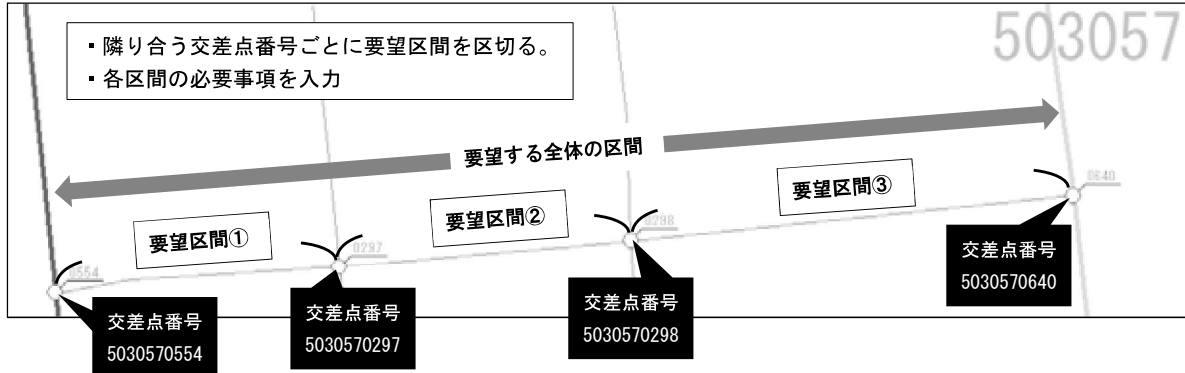 ・隣り合う交差点番号ごとに要望区間を区切る。
・各区間の必要事項を入力
503057
要望する全体の区間
要望区間①
要望区間②
要望区間③
0554
0297
0298
0640
交差点番号
5030570554
交差点番号
5030570297
交差点番号
5030570298
交差点番号
5030570640